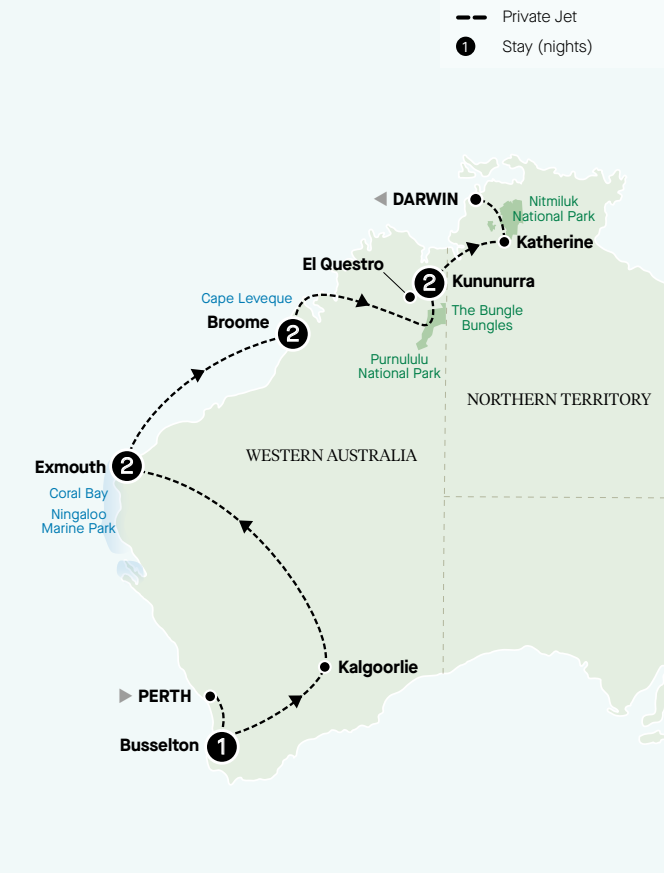 Private Jet
1 Stay (nights)
DARWIN
Nitmiluk
National Park
Katherine
El Questro
2
Kununurra
Cape Leveque
Broome
2
The Bungle
Bungles
Purnululu
National Park
NORTHERN TERRITORY
WESTERN AUSTRALIA
Exmouth
2
Coral Bay
Ningaloo
Marine Park
Kalgoorlie
PERTH
Busselton
1